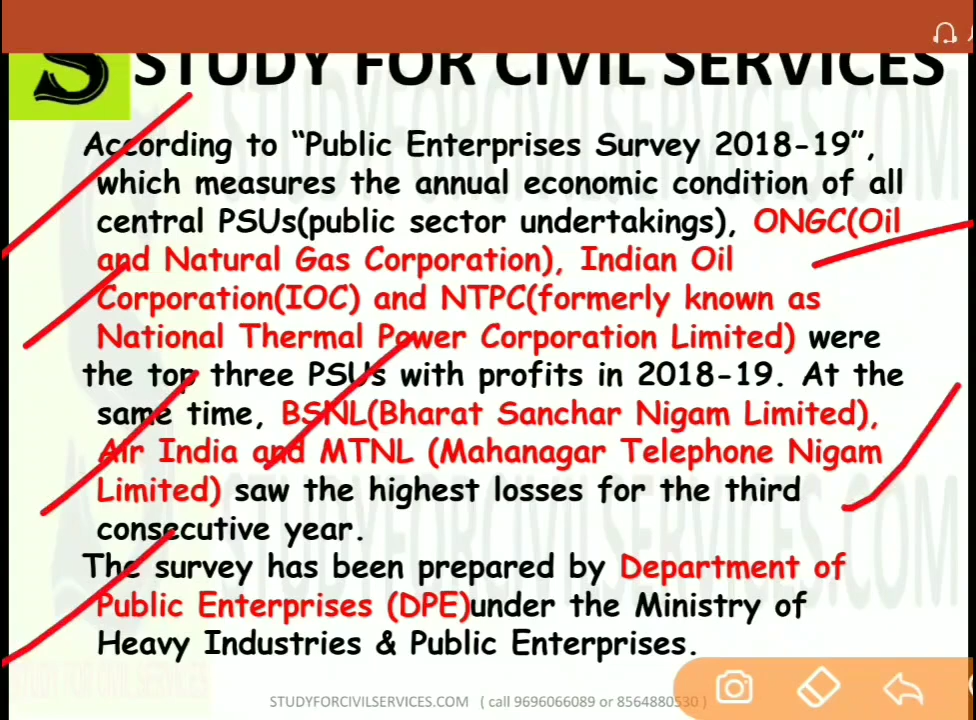 S STUDY FOR CIVIL SERVICES
According to “Public Enterprises Survey 2018-19”,
which measures the annual economic condition of all
central PSUs(public sector undertakings), ONGC(Oil
and Natural Gas Corporation), Indian Oil
Corporation(IOC) and NTPC(formerly known as
National Thermal Power Corporation Limited) were
the top three PSUs with profits in 2018-19. At the
same time, BSNL(Bharat Sanchar Nigam Limited),
Air India and MTNL (Mahanagar Telephone Nigam
Limited) saw the highest losses for the third
consecutive year.
The survey has been prepared by Department of
Public Enterprises (DPE)under the Ministry of
Heavy Industries & Public Enterprises.
STUDYFORCIVILSERVICES.COM ( call 9696066089 or 8564880530 )